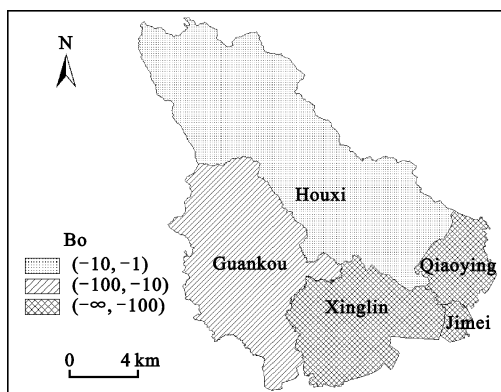 N
Houxi
Bo
(−10, −1)
Guankou
Qiaoying
(−100, −10)
Xinglin
(−∞, −100)
Jimei
0 4 km